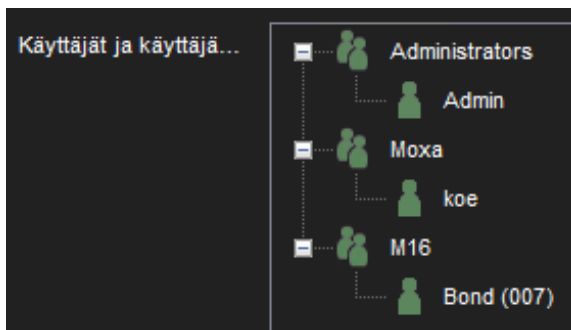 Käyttäjät ja käyttäjä...
Administrators
Admin
Moxa
koe
M16
Bond (007)